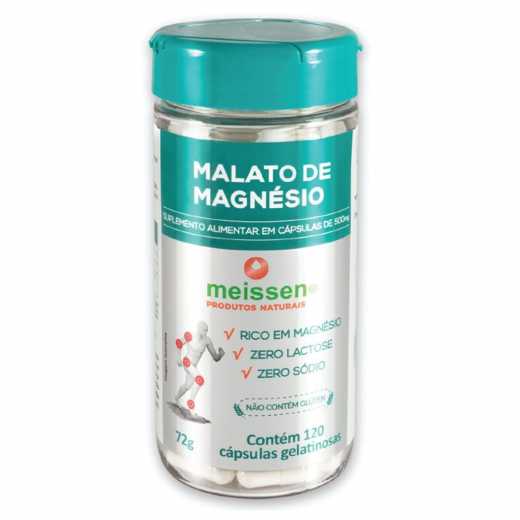 MALATO DE
MAGNÉSIO
SUPLEMENTO ALIMENTAR EM CÁPSULAS DE 500mg
meissen
PRODUTOS NATURAIS
RICO EM MAGNÉSIO
ZERO LACTOSE
ZERO SÓDIO
NÃO CONTÉM GLÚTEN
72g
Contém 120
cápsulas gelatinosas